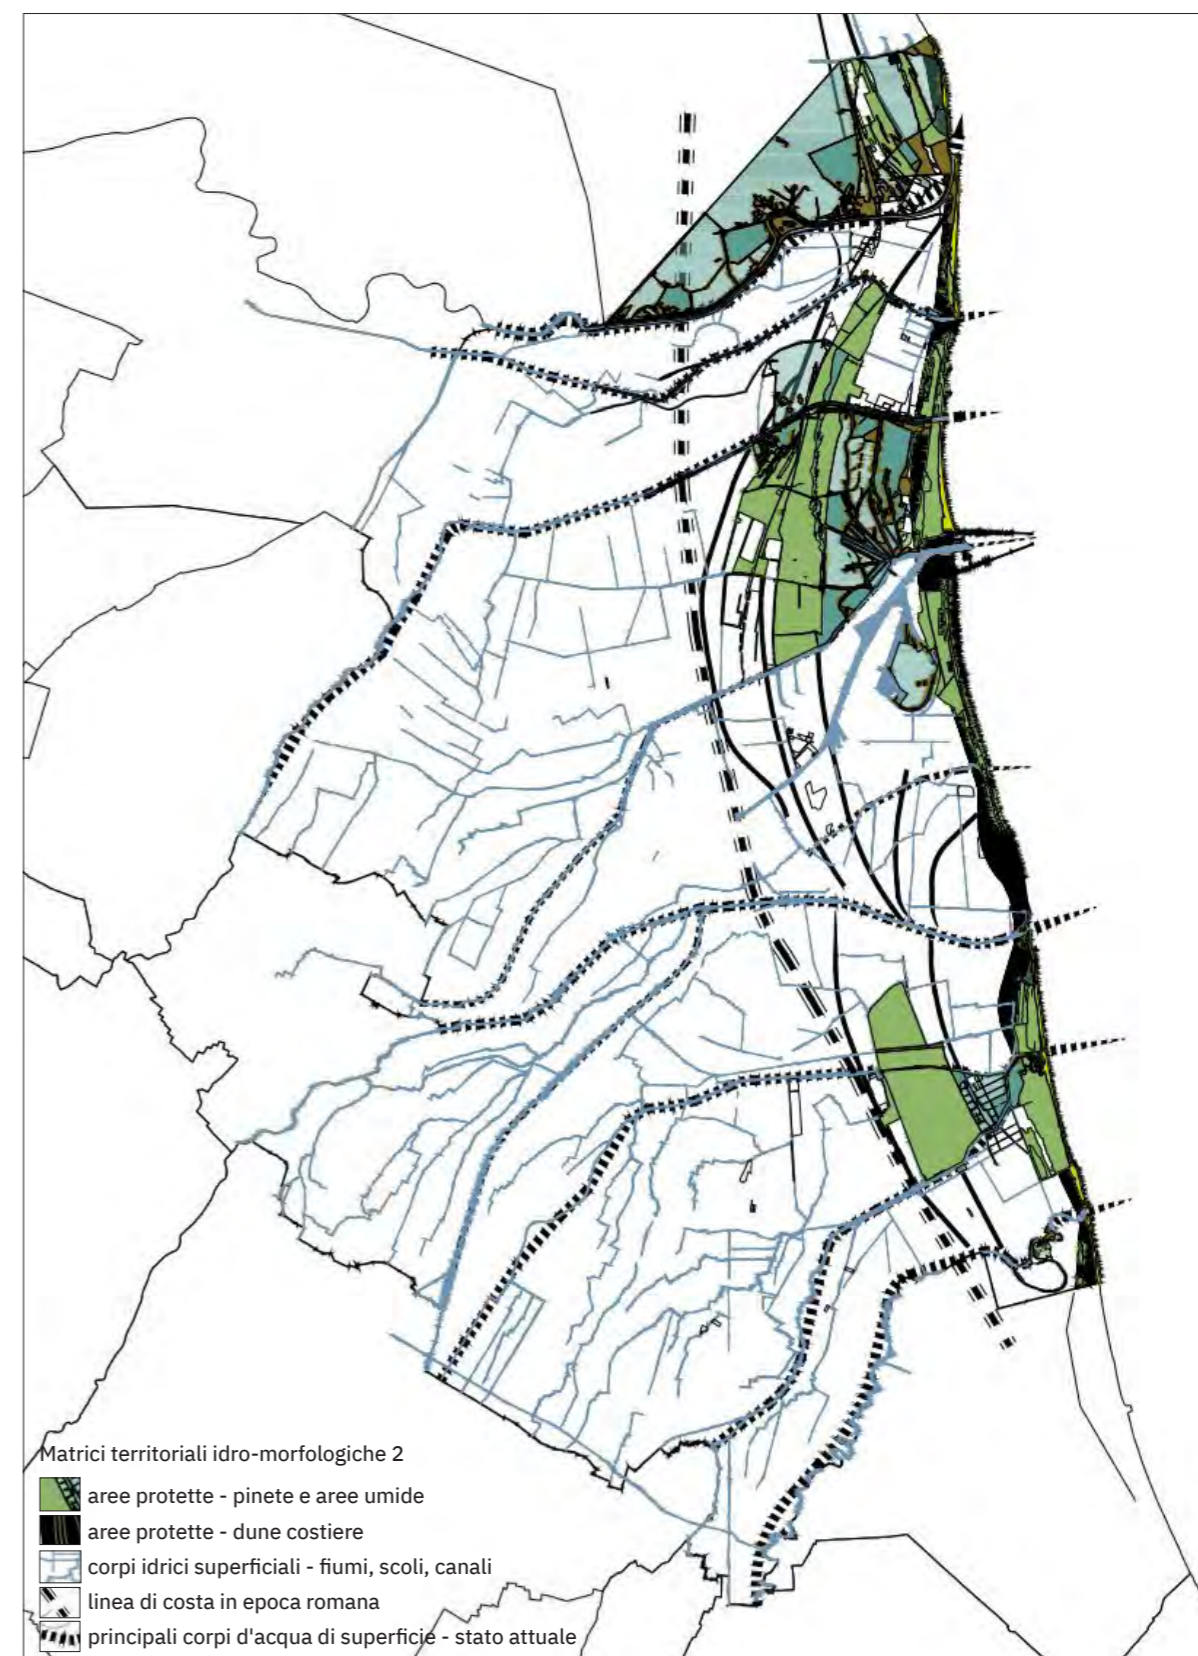 Matrici territoriali idro-morfologiche 2
aree protette - pinete e aree umide
aree protette - dune costiere
corpi idrici superficiali - fiumi, scoli, canali
linea di costa in epoca romana
principali corpi d'acqua di superficie - stato attuale